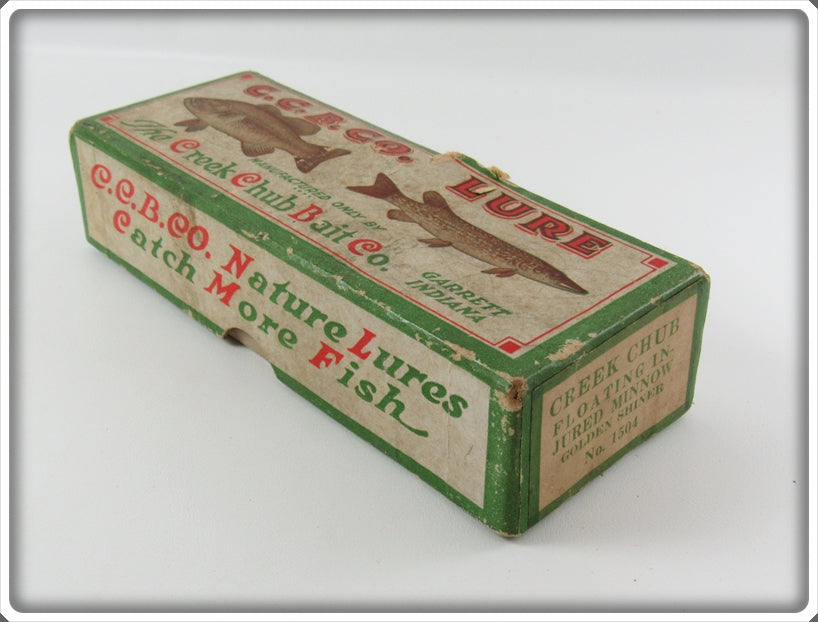 C.C.B.CO. LURE
The Creek Chub Bait Co.
MANUFACTURED ONLY BY
GARRETT
INDIANA
C.C.B.CO. Nature Lures
Catch More Fish
CREEK CHUB
FLOATING IN-
JURED MINNOW
GOLDEN SHINER
No. 1504